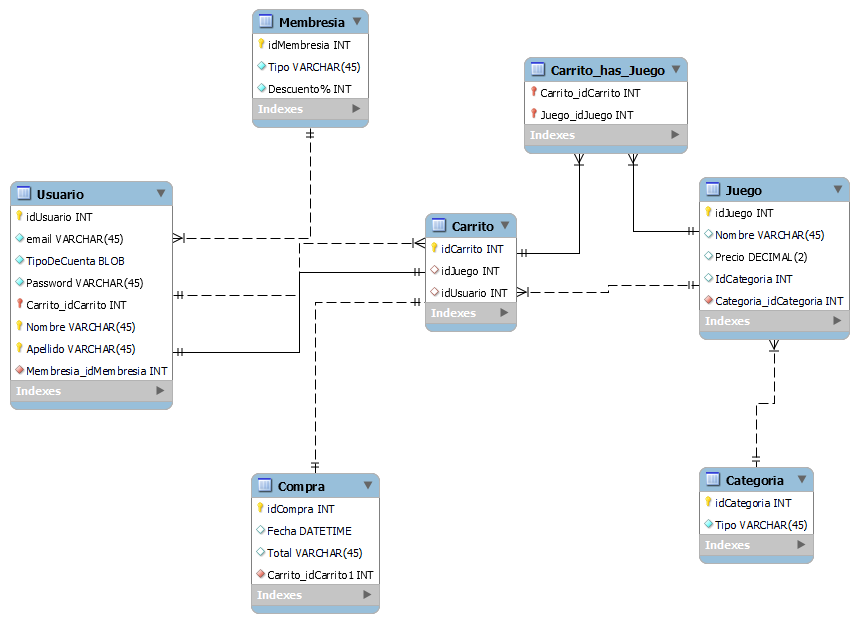 Membresia
idMembresia INT
Tipo VARCHAR(45)
Descuento% INT
Indexes
Carrito_has_Juego
Carrito_idCarrito INT
Juego_idJuego INT
Indexes
Usuario
idUsuario INT
email VARCHAR(45)
TipoDeCuenta BLOB
Password VARCHAR(45)
Carrito_idCarrito INT
Nombre VARCHAR(45)
Apellido VARCHAR(45)
Membresia_idMembresia INT
Indexes
Carrito
idCarrito INT
idJuego INT
idUsuario INT
Indexes
Juego
idJuego INT
Nombre VARCHAR(45)
Precio DECIMAL(2)
IdCategoria INT
Categoria_idCategoria INT
Indexes
Compra
idCompra INT
Fecha DATETIME
Total VARCHAR(45)
Carrito_idCarrito1 INT
Indexes
Categoria
idCategoria INT
Tipo VARCHAR(45)
Indexes